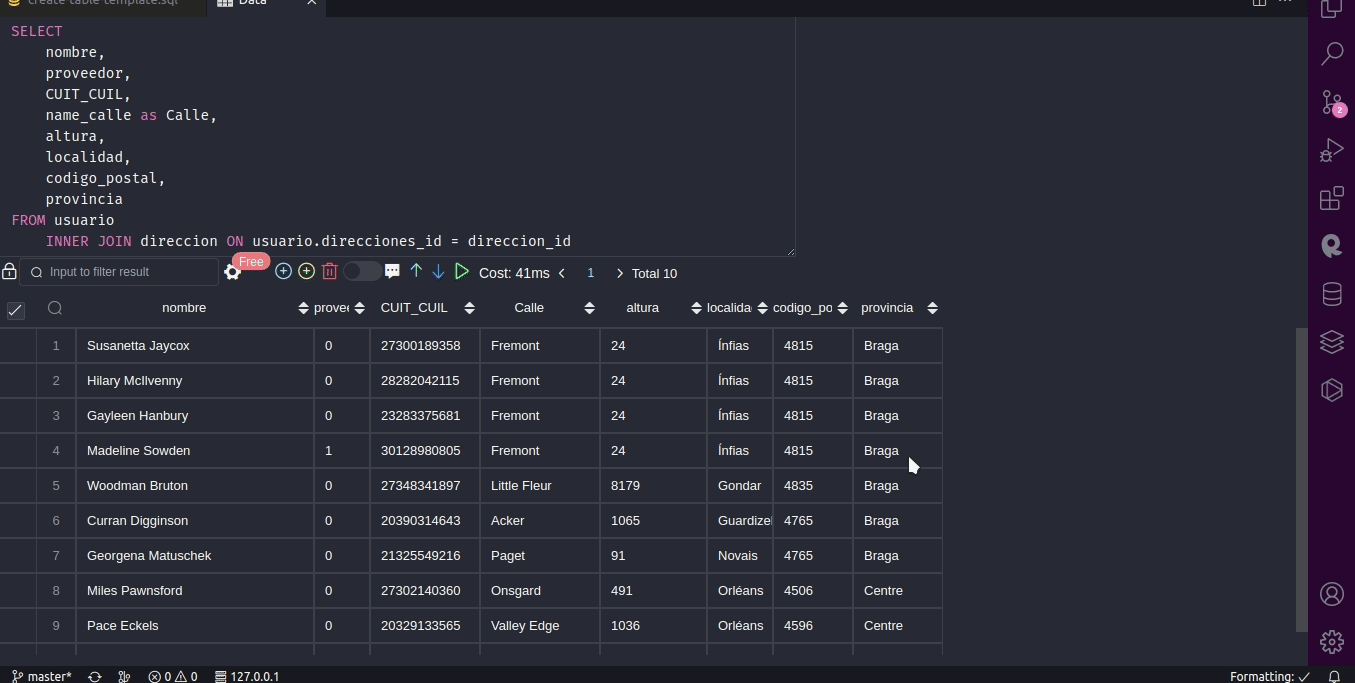 create-table-template.sql Data
SELECT
nombre,
proveedor,
CUIT_CUIL,
name_calle as Calle,
altura,
localidad,
codigo_postal,
provincia
FROM usuario
INNER JOIN direccion ON usuario.direcciones_id = direccion_id
Input to filter result Free Cost: 41ms < 1 > Total 10
nombre provee CUIT_CUIL Calle altura localida codigo_po provincia
1 Susanetta Jaycox 0 27300189358 Fremont 24 Ínfias 4815 Braga
2 Hilary McIlvenny 0 28282042115 Fremont 24 Ínfias 4815 Braga
3 Gayleen Hanbury 0 23283375681 Fremont 24 Ínfias 4815 Braga
4 Madeline Sowden 1 30128980805 Fremont 24 Ínfias 4815 Braga
5 Woodman Bruton 0 27348341897 Little Fleur 8179 Gondar 4835 Braga
6 Curran Digginson 0 20390314643 Acker 1065 Guardizel 4765 Braga
7 Georgena Matuschek 0 21325549216 Paget 91 Novais 4765 Braga
8 Miles Pawnsford 0 27302140360 Onsgard 491 Orléans 4506 Centre
9 Pace Eckels 0 20329133565 Valley Edge 1036 Orléans 4596 Centre
2
master* 0 0 127.0.0.1 Formatting: ✓